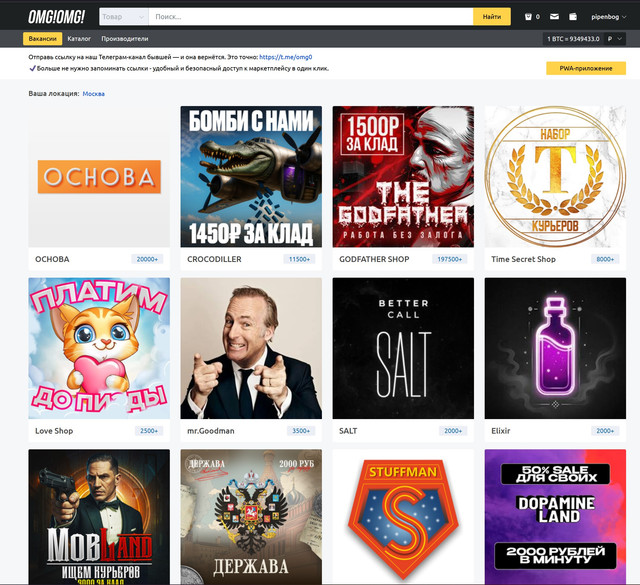 OMG!OMG!
Товар
Поиск...
Найти
0
pipenbog
Вакансии
Каталог
Производители
1 BTC = 9349433.0
₽
Отправь ссылку на наш Телеграм-канал бывшей — и она вернётся. Это точно: https://t.me/omg0
Больше не нужно запоминать ссылки - удобный и безопасный доступ к маркетплейсу в один клик.
PWA-приложение
Ваша локация: Москва
ОСНОВА
БОМБИ С НАМИ
1450₽ ЗА КЛАД
1500Р
ЗА КЛАД
THE
GODFATHER
РАБОТА БЕЗ ЗАЛОГА
НАБОР
T
КУРЬЕРОВ
ОСНОВА
20000+
CROCODILLER
11500+
GODFATHER SHOP
197500+
Time Secret Shop
8000+
ПЛАТИМ
ДО ПИЗДЫ
BETTER
CALL
SALT
Love Shop
2500+
mr.Goodman
3500+
SALT
2000+
Elixir
2000+
MOBLAND
ИЩЕМ КУРЬЕРОВ
2000 ЗА КЛАД
ДЕРЖАВА
2000 РУБ
ДЕРЖАВА
STUFFMAN
S
50% SALE
ДЛЯ СВОИХ
DOPAMINE
LAND
2000 РУБЛЕЙ
В МИНУТУ